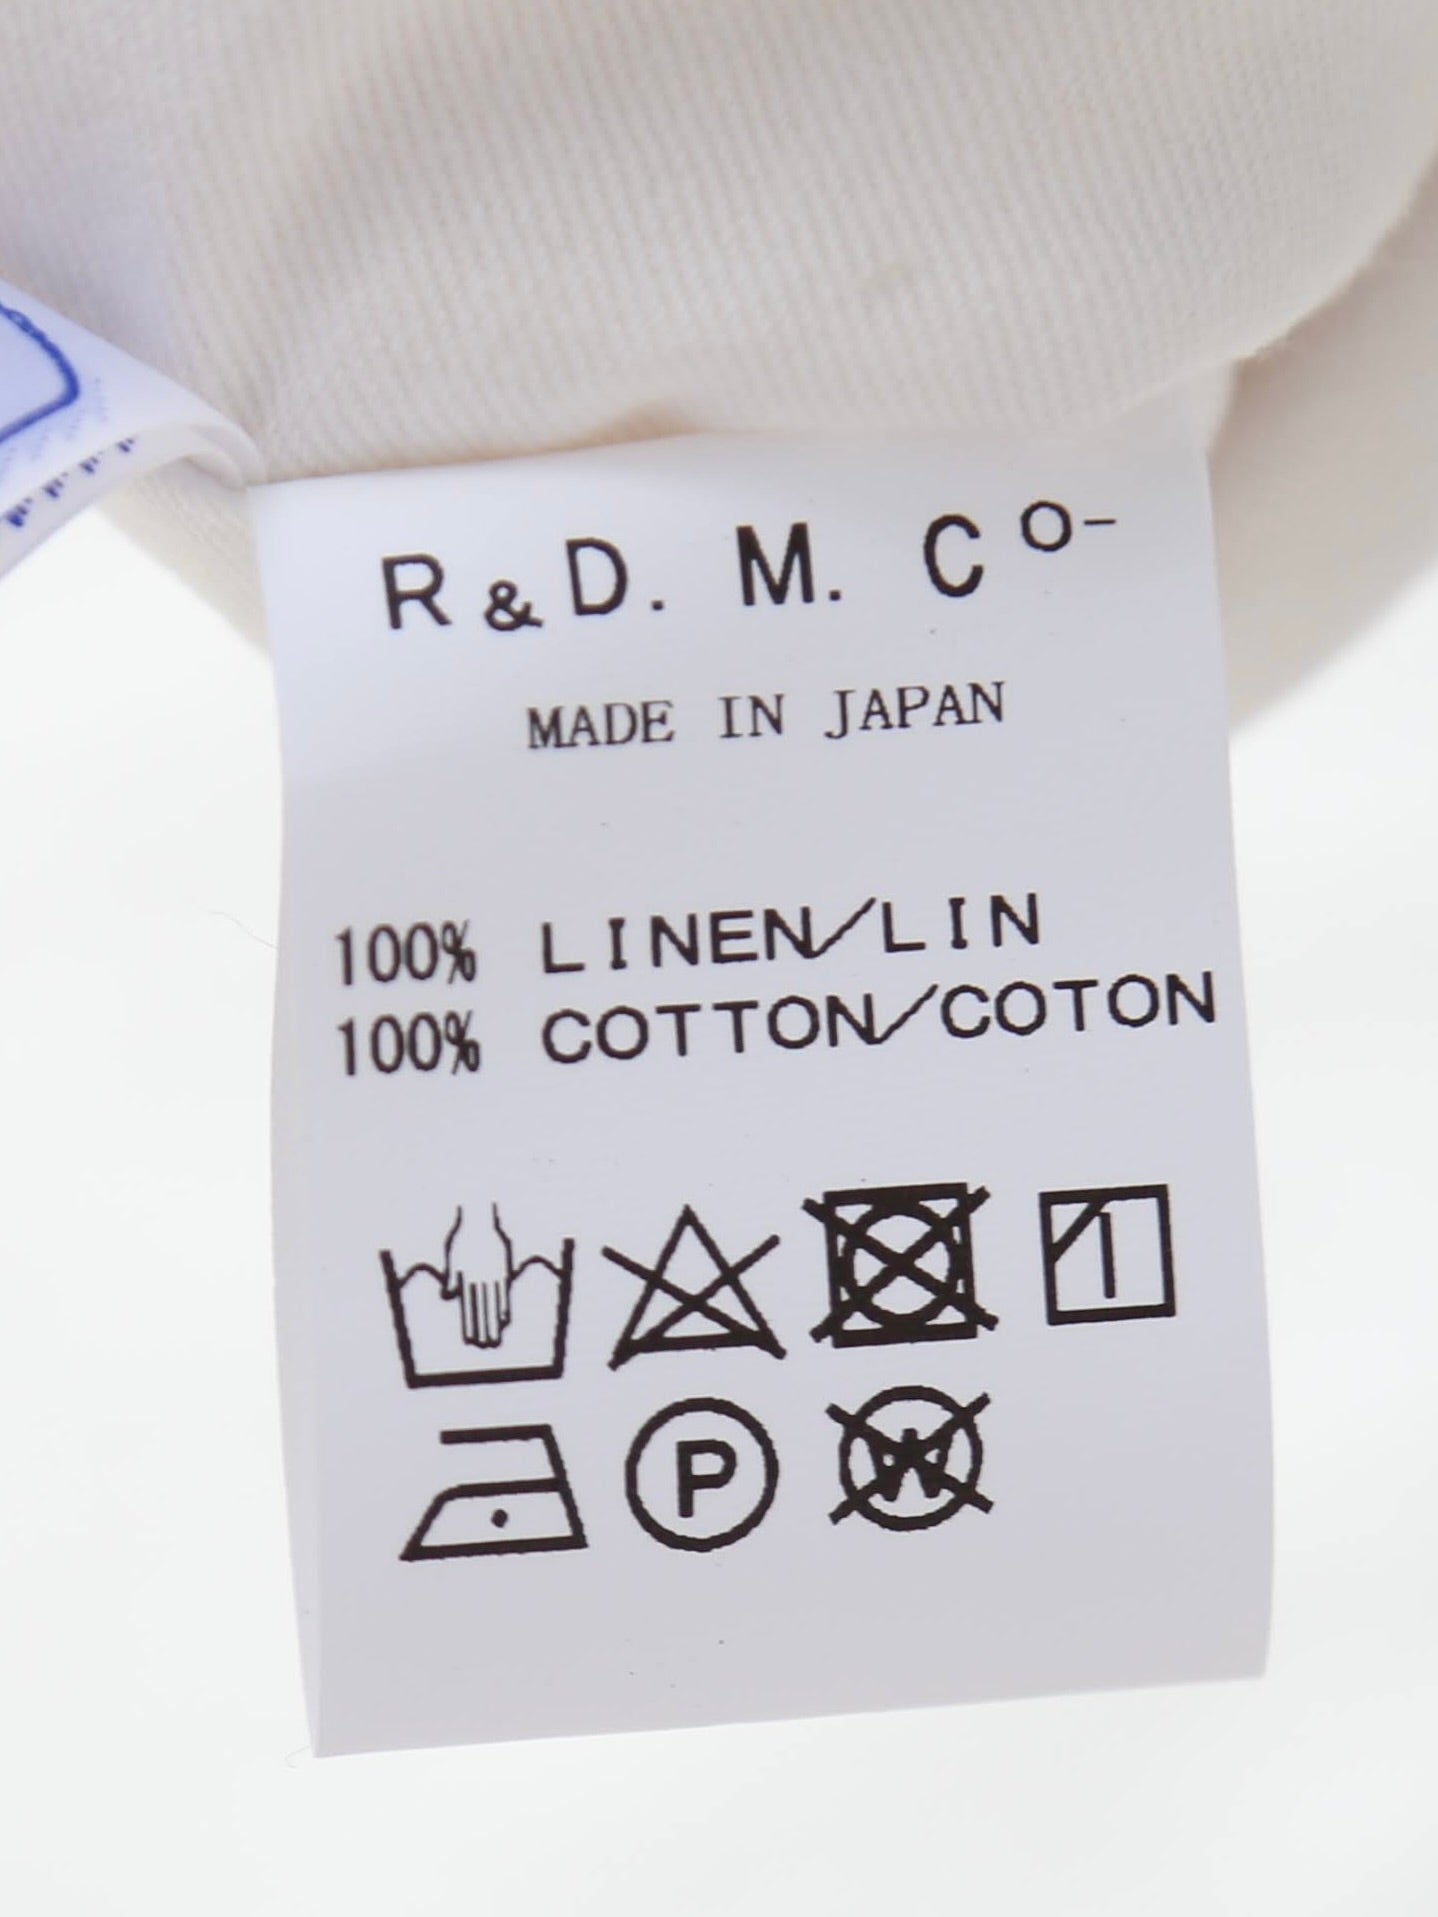 R&D. M. Co-
MADE IN JAPAN
100% LINEN/LIN
100% COTTON/COTON
P
W